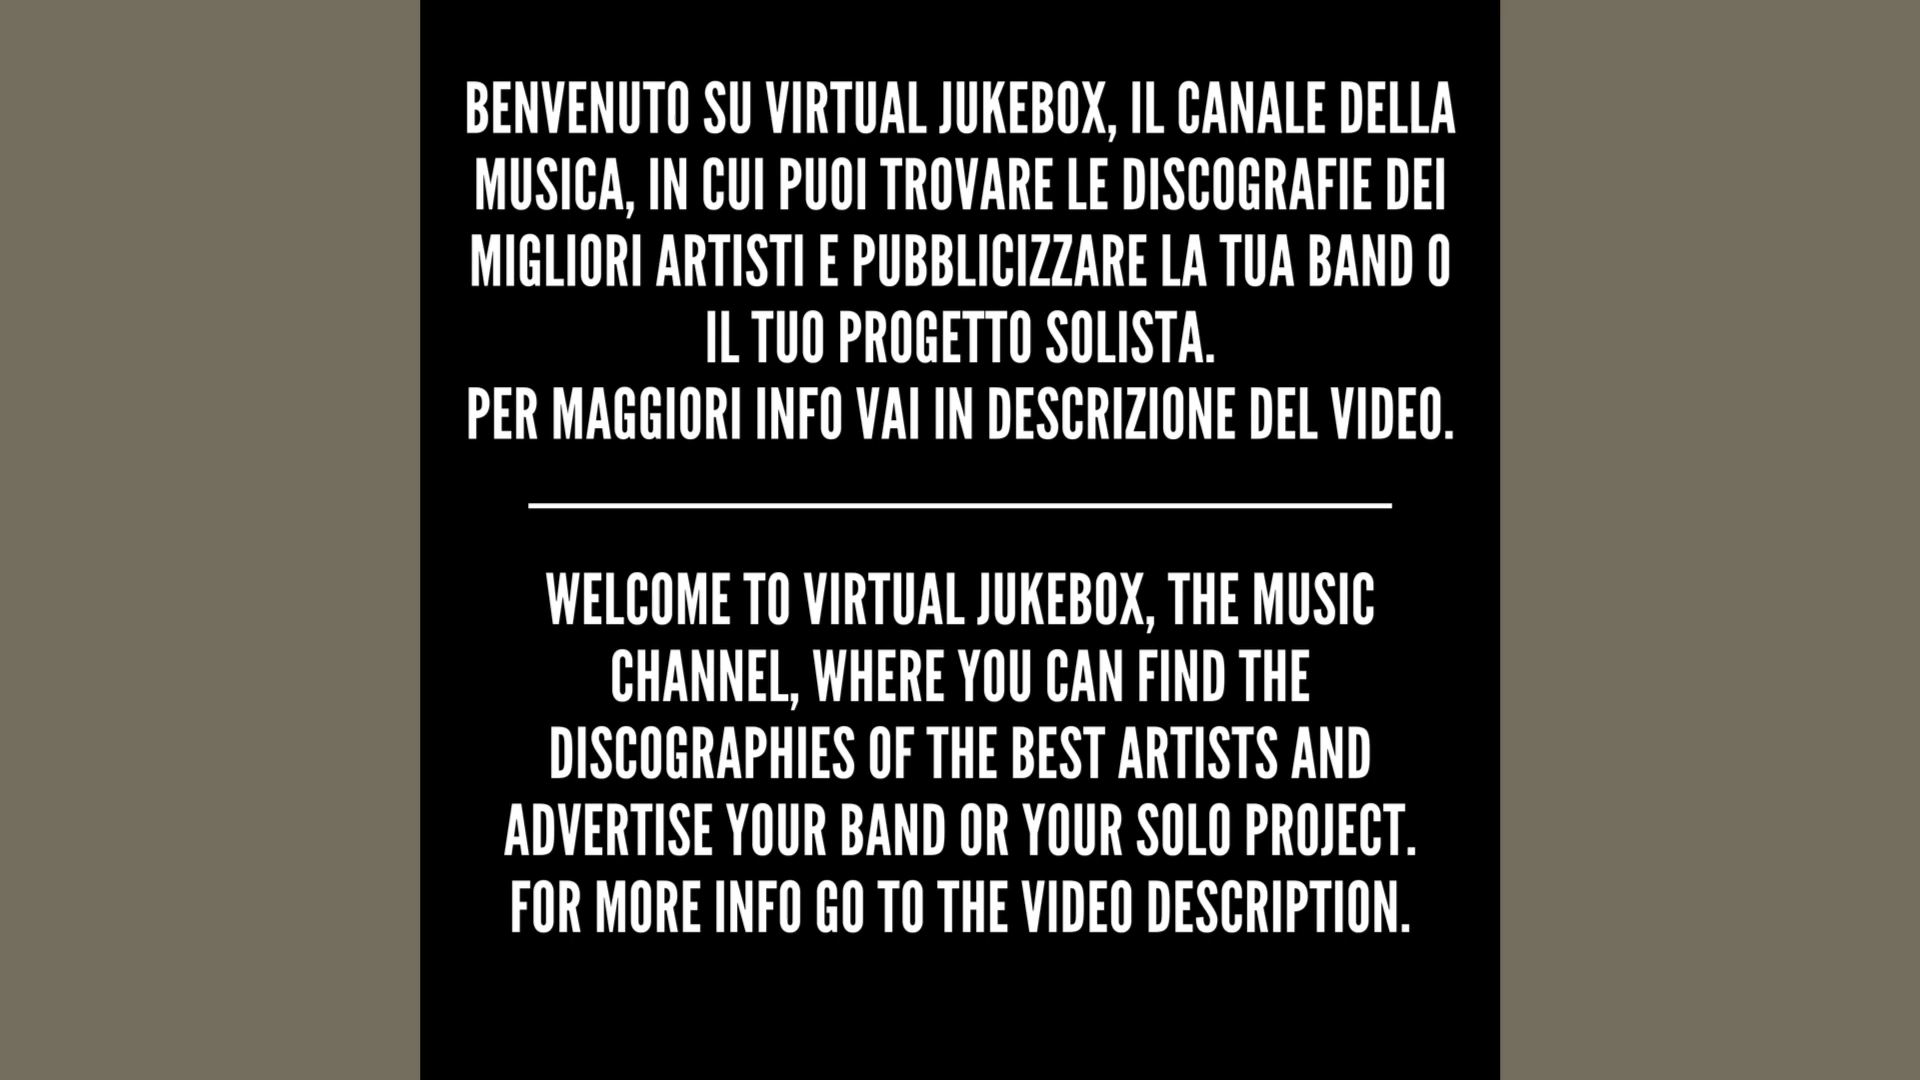 BENVENUTO SU VIRTUAL JUKEBOX, IL CANALE DELLA
MUSICA, IN CUI PUOI TROVARE LE DISCOGRAFIE DEI
MIGLIORI ARTISTI E PUBBLICIZZARE LA TUA BAND O
IL TUO PROGETTO SOLISTA.
PER MAGGIORI INFO VAI IN DESCRIZIONE DEL VIDEO.
WELCOME TO VIRTUAL JUKEBOX, THE MUSIC
CHANNEL, WHERE YOU CAN FIND THE
DISCOGRAPHIES OF THE BEST ARTISTS AND
ADVERTISE YOUR BAND OR YOUR SOLO PROJECT.
FOR MORE INFO GO TO THE VIDEO DESCRIPTION.